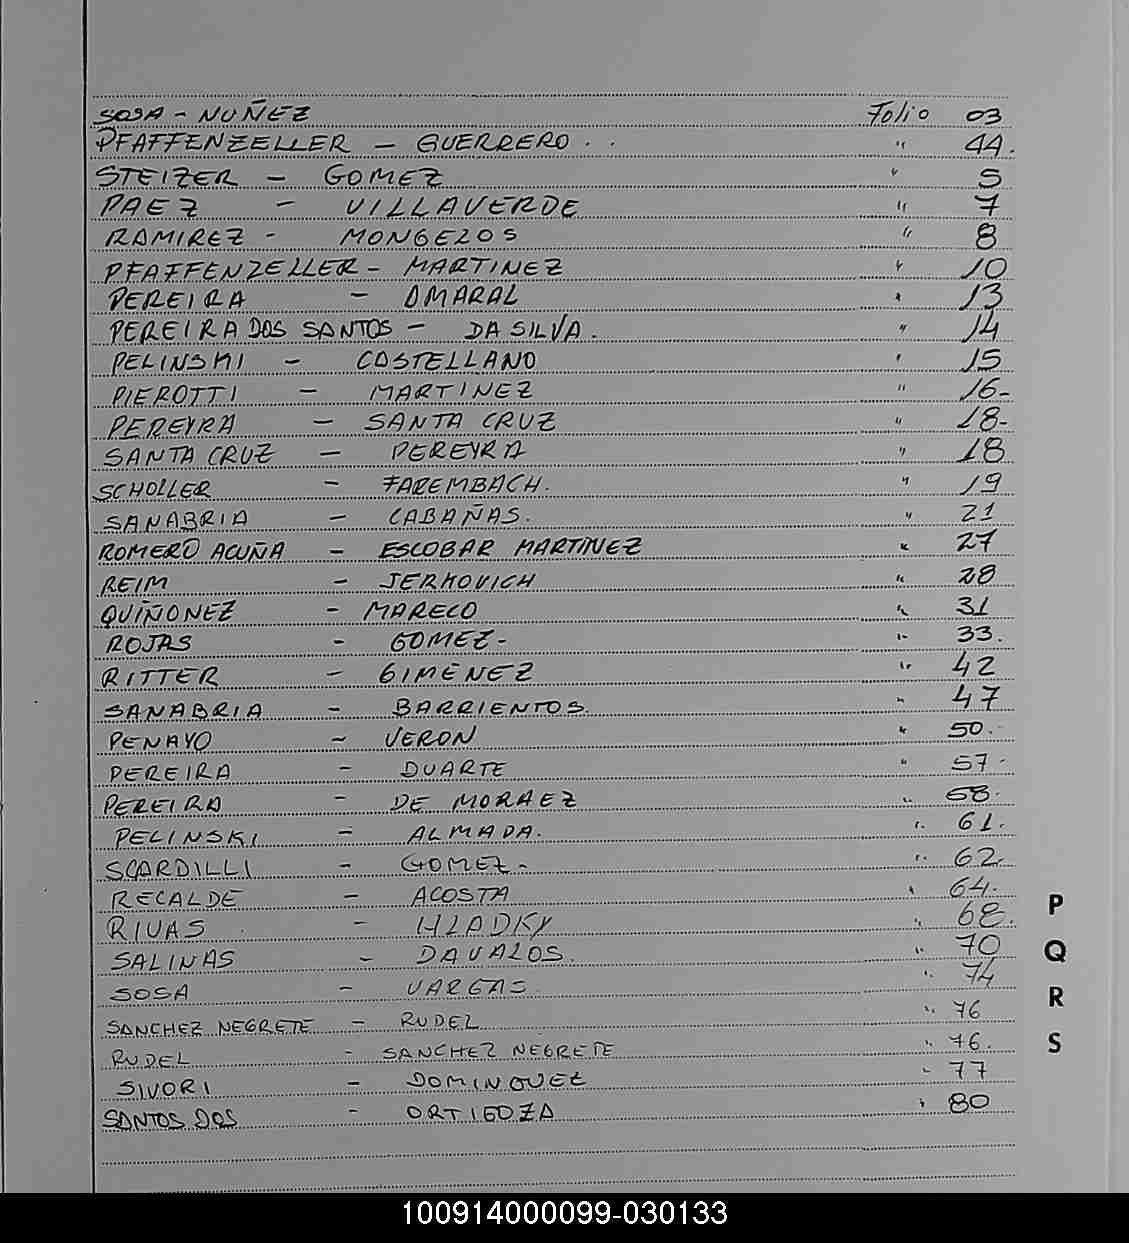 SOSA - NUÑEZ Folio 03
PFAFFENZELLER - GUERRERO . . " 44.
STEIZER - GOMEZ " 5
PAEZ - VILLAVERDE " 7
RAMIREZ - MONGELOS " 8
PFAFFENZELLER - MARTINEZ " 10
PEREIRA - AMARAL " 13
PEREIRA DOS SANTOS - DA SILVA. " 14
PELINSKI - COSTELLANO " 15
PIEROTTI - MARTINEZ " 16-
PEREYRA - SANTA CRUZ " 18-
SANTA CRUZ - PEREYRA " 18
SCHOLLER - FAREMBACH. " 19
SANABRIA - CABAÑAS. " 21
ROMERO ACUÑA - ESCOBAR MARTINEZ " 27
REIM - JERKOVICH " 28
QUIÑONEZ - MARECO " 31
ROJAS - GOMEZ- " 33.
RITTER - GIMENEZ " 42
SANABRIA - BARRIENTOS. " 47
PENAYO - VERON " 50.
PEREIRA - DUARTE " 57-
PEREIRA - DE MORAEZ " 58.
PELINSKI - ALMADA. " 61.
SCARDILLI - GOMEZ- " 62.
RECALDE - ACOSTA " 64.
RIVAS - HLADKY " 68.
SALINAS - DAVALOS. " 70
SOSA - VARGAS. " 74
SANCHEZ NEGRETE - RUDEL " 76
RUDEL - SANCHEZ NEGRETE " 76.
SIVORI - DOMINGUEZ " 77
SANTOS DOS - ORTIGOZA " 80
P
Q
R
S
100914000099-030133